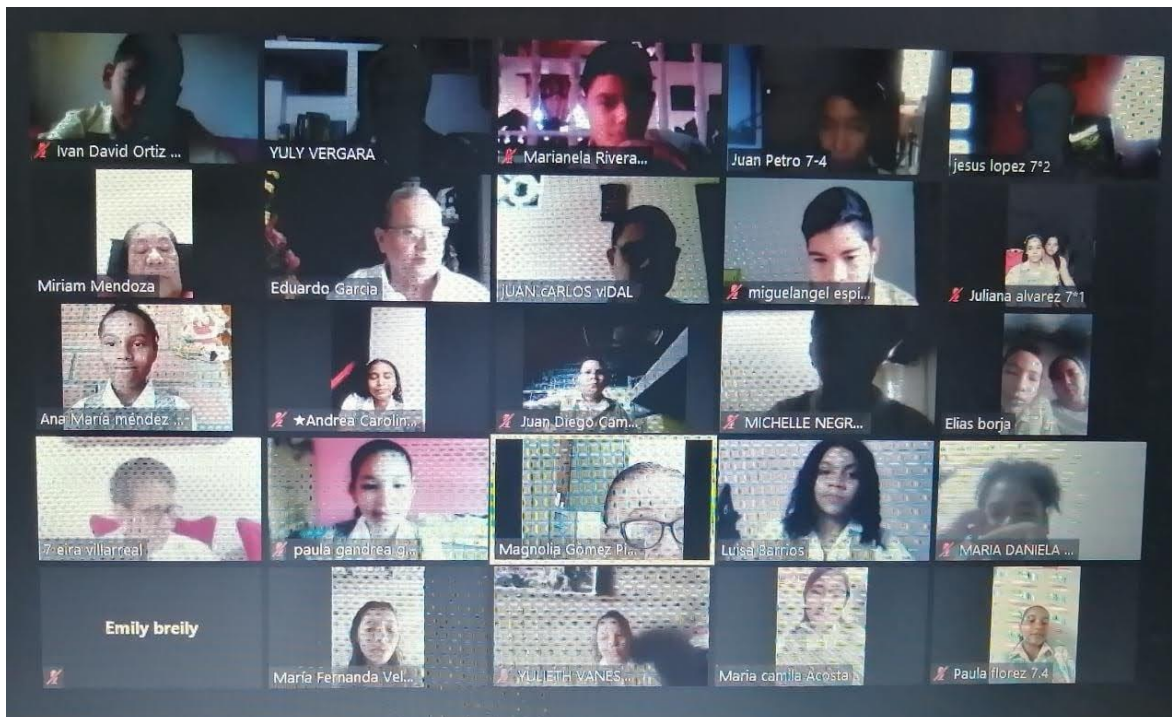 Ivan David Ortiz ...
YULY VERGARA
Marianela Rivera...
Juan Petro 7-4
jesus lopez 7°2
Miriam Mendoza
Eduardo Garcia
JUAN CARLOS VIDAL
miguelangel espi...
Juliana alvarez 7°1
Ana María méndez ...
★Andrea Carolin...
Juan Diego Cam...
MICHELLE NEGR...
Elias borja
eira villarreal
paula gandrea g...
Magnolia Gómez Pl...
Luisa Barrios
MARIA DANIELA ...
Emily breily
María Fernanda Vel...
YULIETH VANES...
Maria camila Acosta
Paula florez 7.4